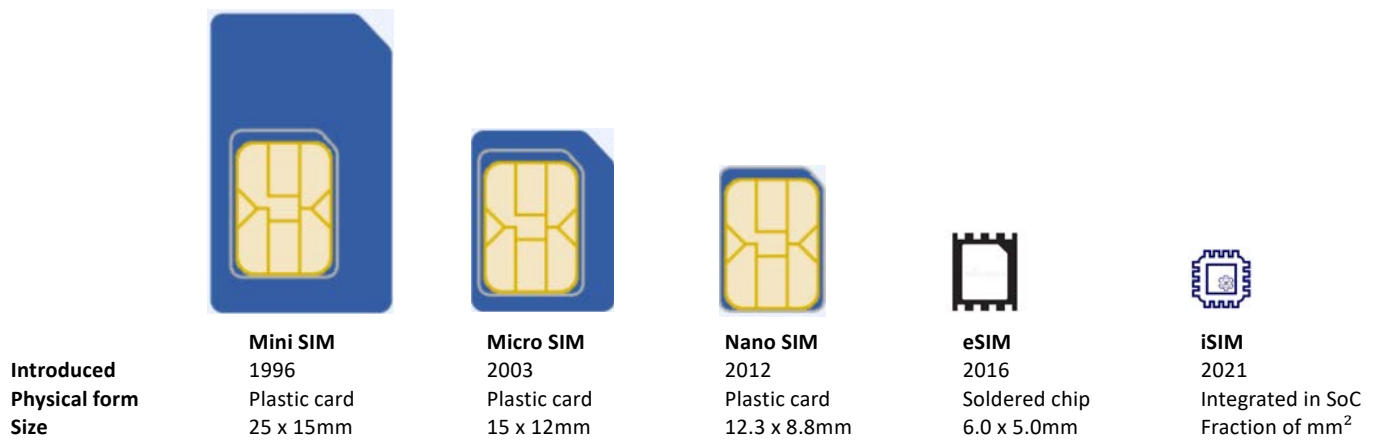 Mini SIM Micro SIM Nano SIM eSIM iSIM
Introduced 1996 2003 2012 2016 2021
Physical form Plastic card Plastic card Plastic card Soldered chip Integrated in SoC
Size 25 x 15mm 15 x 12mm 12.3 x 8.8mm 6.0 x 5.0mm Fraction of mm²